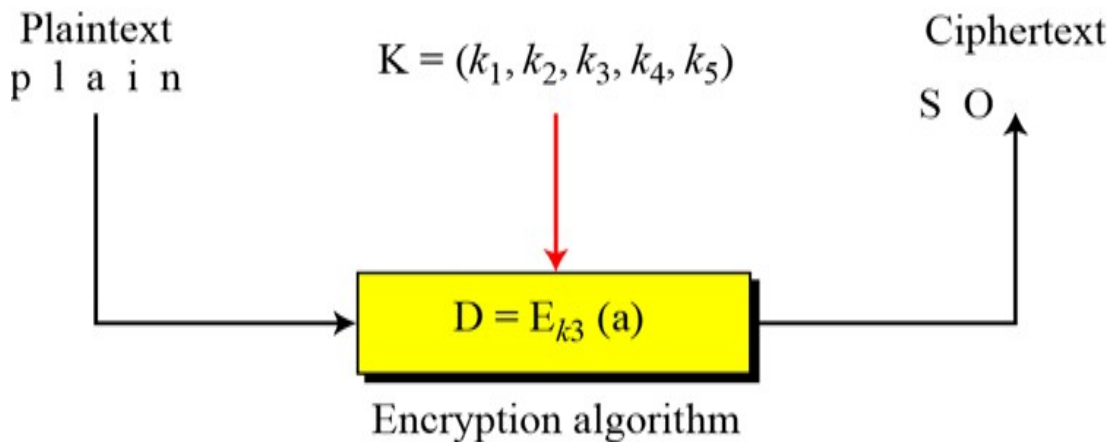 Plaintext
p l a i n
K = (k1, k2, k3, k4, k5)
Ciphertext
S O
D = Ek3 (a)
Encryption algorithm